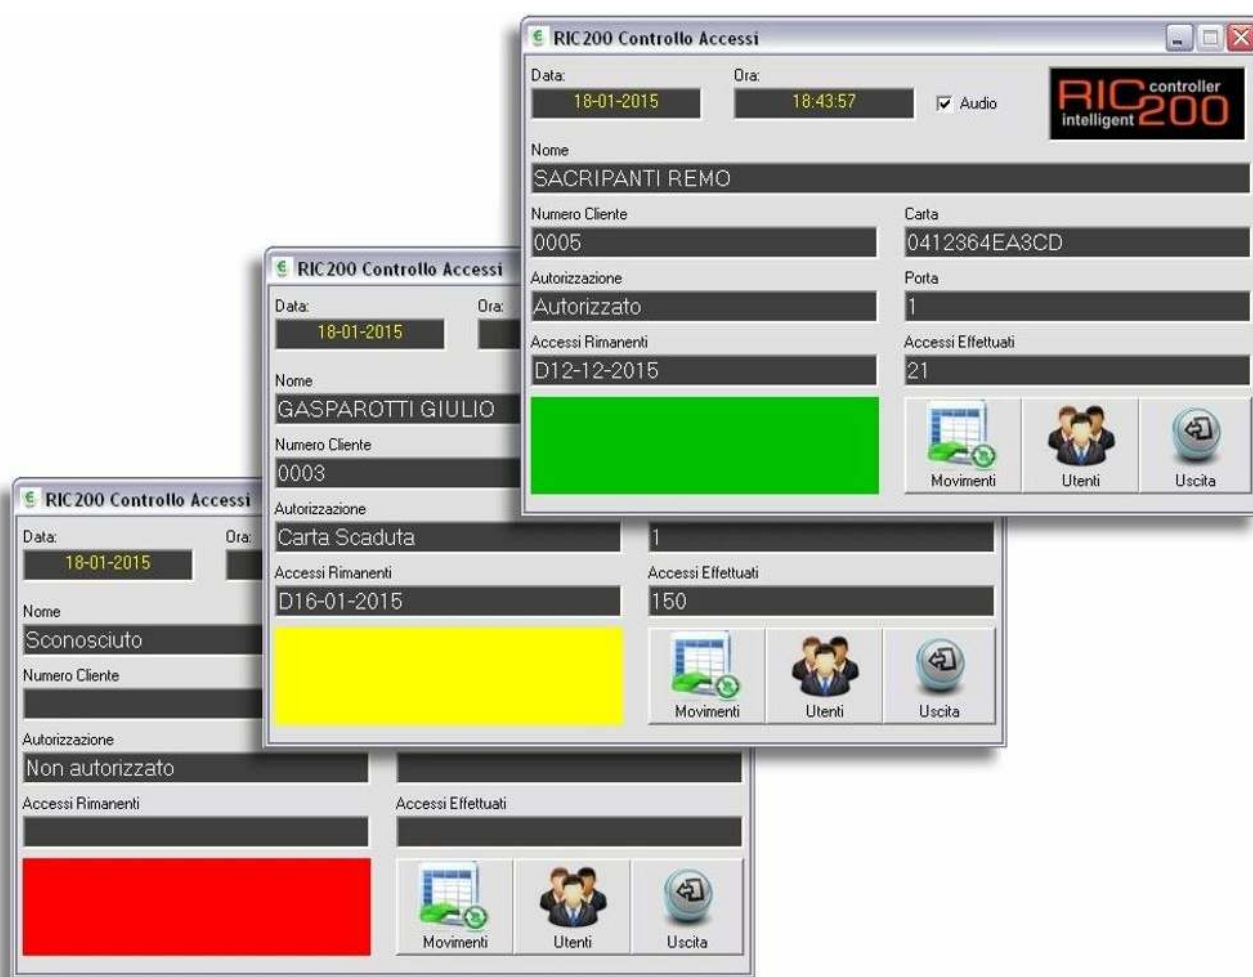 RIC200 Controllo Accessi
Data: Ora:
18-01-2015 18:43:57 Audio
RIC200 controller intelligent
Nome
SACRIPANTI REMO
Numero Cliente Carta
0005 0412364EA3CD
Autorizzazione Porta
Autorizzato 1
Accessi Rimanenti Accessi Effettuati
D12-12-2015 21
Movimenti Utenti Uscita
RIC200 Controllo Accessi
Data: Ora:
18-01-2015
Nome
GASPAROTTI GIULIO
Numero Cliente
0003
Autorizzazione
Carta Scaduta 1
Accessi Rimanenti Accessi Effettuati
D16-01-2015 150
Movimenti Utenti Uscita
RIC200 Controllo Accessi
Data: Ora:
18-01-2015
Nome
Sconosciuto
Numero Cliente
Autorizzazione
Non autorizzato
Accessi Rimanenti Accessi Effettuati
Movimenti Utenti Uscita